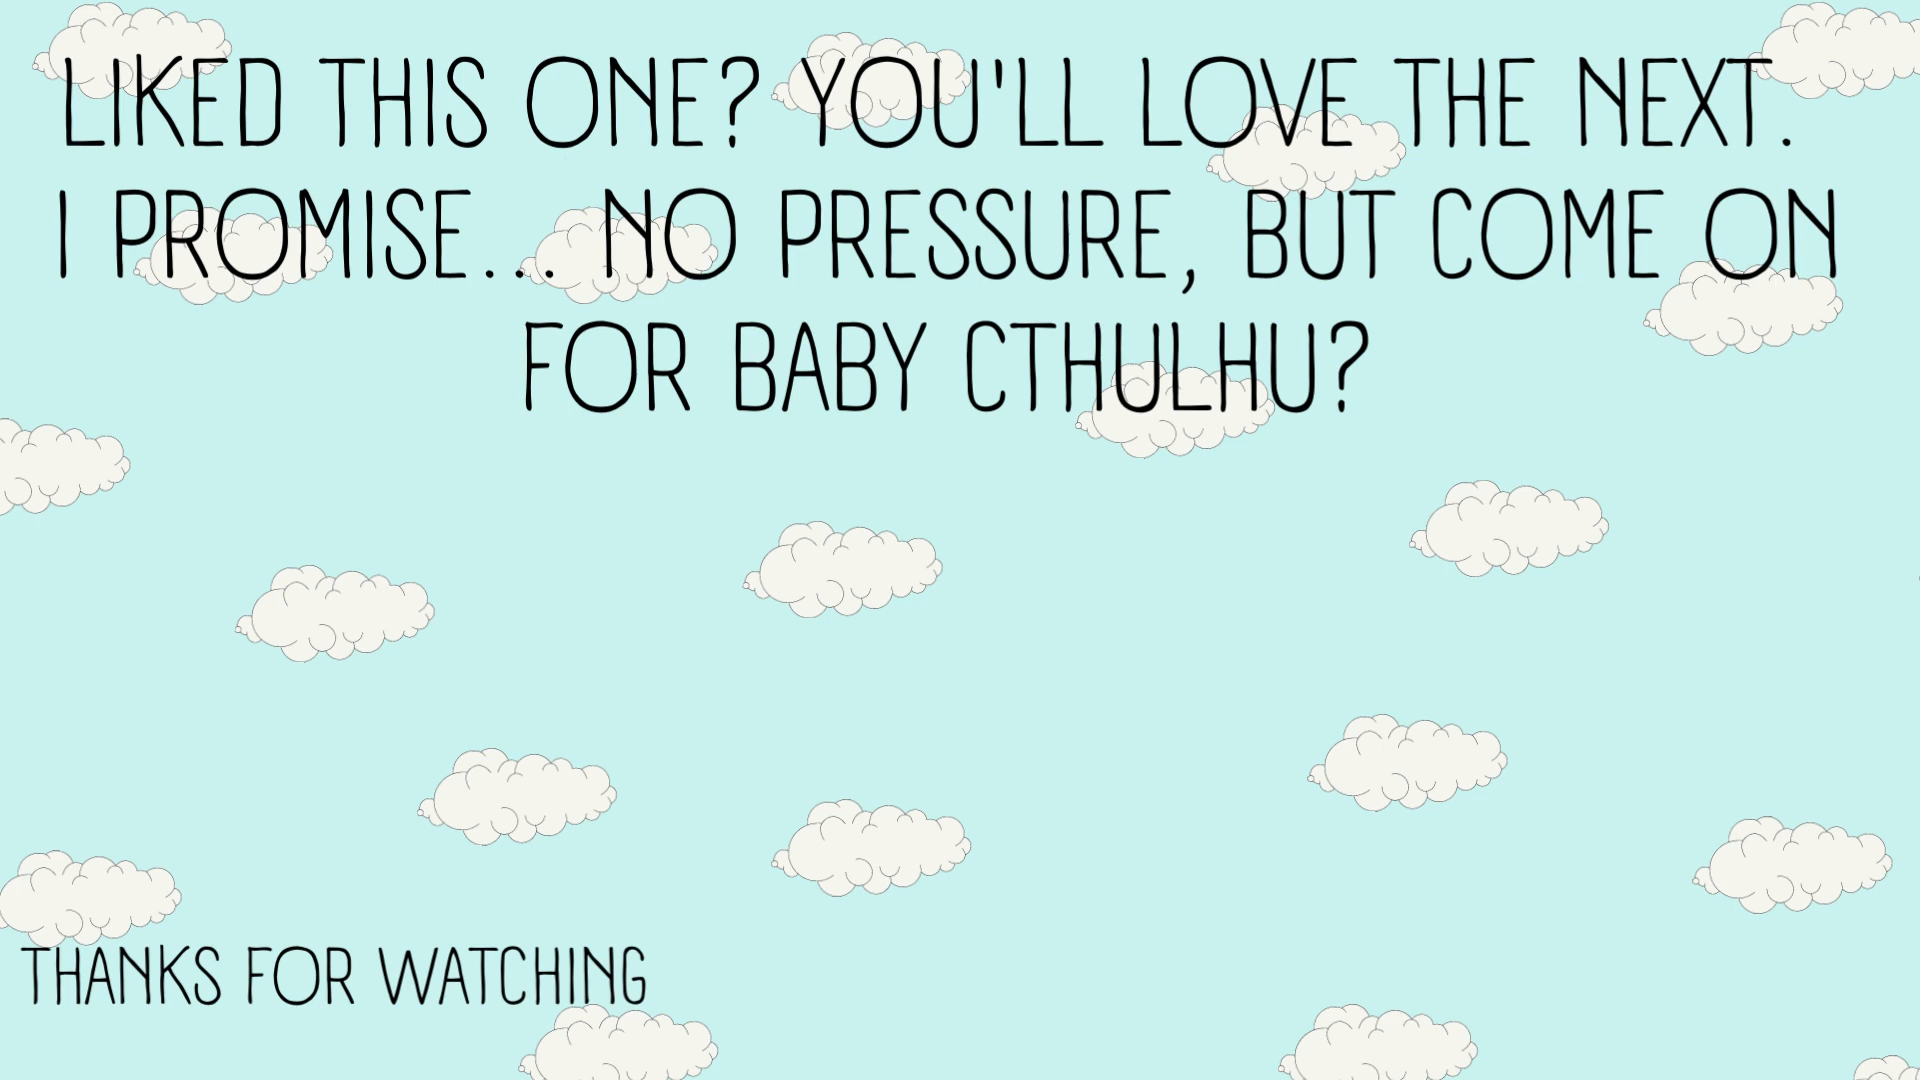 LIKED THIS ONE? YOU'LL LOVE THE NEXT.
I PROMISE... NO PRESSURE, BUT COME ON
FOR BABY CTHULHU?
THANKS FOR WATCHING